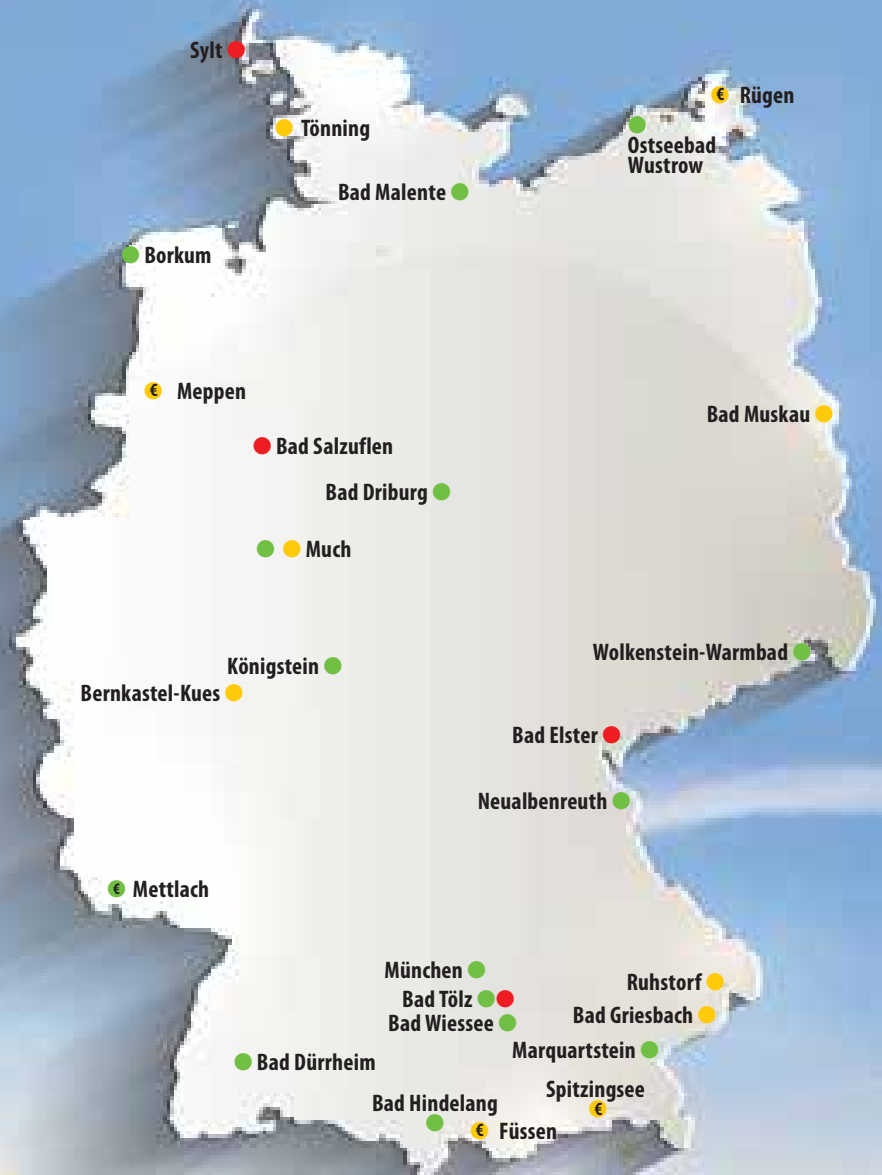 Sylt
€ Rügen
Tönning
Ostseebad
Wustrow
Bad Malente
Borkum
€ Meppen
Bad Muskau
Bad Salzuflen
Bad Driburg
Much
Wolkenstein-Warmbad
Königstein
Bernkastel-Kues
Bad Elster
Neualbenreuth
€ Mettlach
München
Ruhstorf
Bad Tölz
Bad Griesbach
Bad Wiessee
Marquartstein
Bad Dürrheim
Spitzingsee
€
Bad Hindelang
€ Füssen